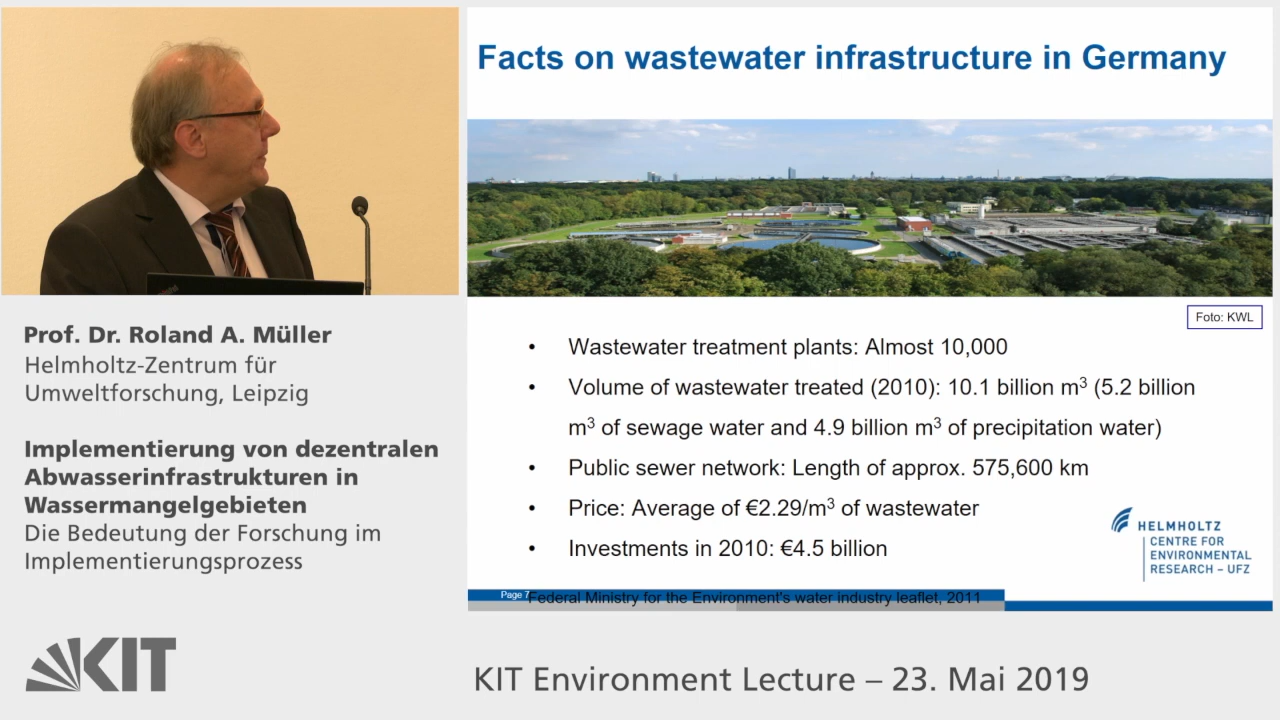 Facts on wastewater infrastructure in Germany
Foto: KWL
• Wastewater treatment plants: Almost 10,000
• Volume of wastewater treated (2010): 10.1 billion m³ (5.2 billion
m³ of sewage water and 4.9 billion m³ of precipitation water)
• Public sewer network: Length of approx. 575,600 km
• Price: Average of €2.29/m³ of wastewater
• Investments in 2010: €4.5 billion
HELMHOLTZ
CENTRE FOR
ENVIRONMENTAL
RESEARCH – UFZ
Page 7
Federal Ministry for the Environment's water industry leaflet, 2011
Prof. Dr. Roland A. Müller
Helmholtz-Zentrum für
Umweltforschung, Leipzig
Implementierung von dezentralen
Abwasserinfrastrukturen in
Wassermangelgebieten
Die Bedeutung der Forschung im
Implementierungsprozess
KIT
KIT Environment Lecture – 23. Mai 2019